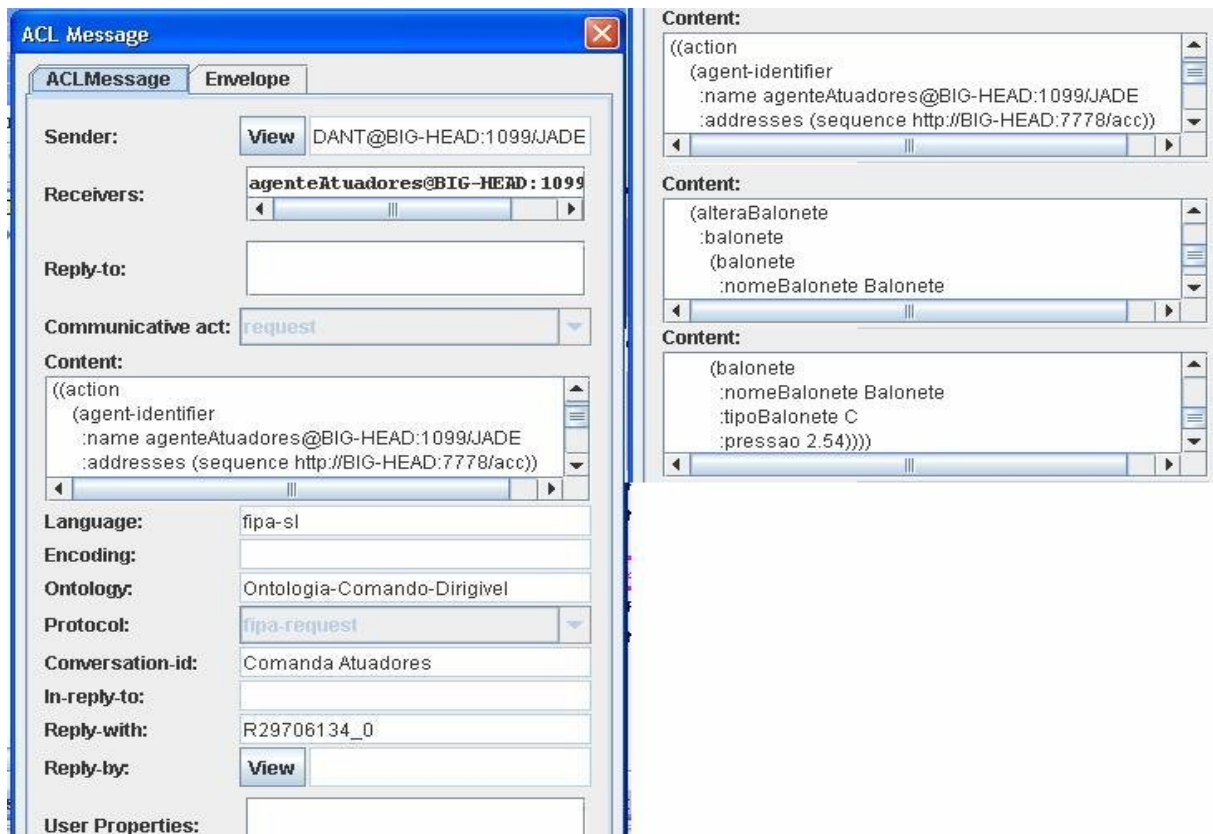 ACL Message
ACLMessage Envelope
Sender: View DANT@BIG-HEAD:1099/JADE
Receivers: agenteAtuadores@BIG-HEAD:1099
Reply-to:
Communicative act: request
Content:
((action
(agent-identifier
:name agenteAtuadores@BIG-HEAD:1099/JADE
:addresses (sequence http://BIG-HEAD:7778/acc))
Language: fipa-sl
Encoding:
Ontology: Ontologia-Comando-Dirigivel
Protocol: fipa-request
Conversation-id: Comanda Atuadores
In-reply-to:
Reply-with: R29706134_0
Reply-by: View
User Properties:
Content:
((action
(agent-identifier
:name agenteAtuadores@BIG-HEAD:1099/JADE
:addresses (sequence http://BIG-HEAD:7778/acc))
Content:
(alteraBalonete
:balonete
(balonete
:nomeBalonete Balonete
Content:
(balonete
:nomeBalonete Balonete
:tipoBalonete C
:pressao 2.54))))